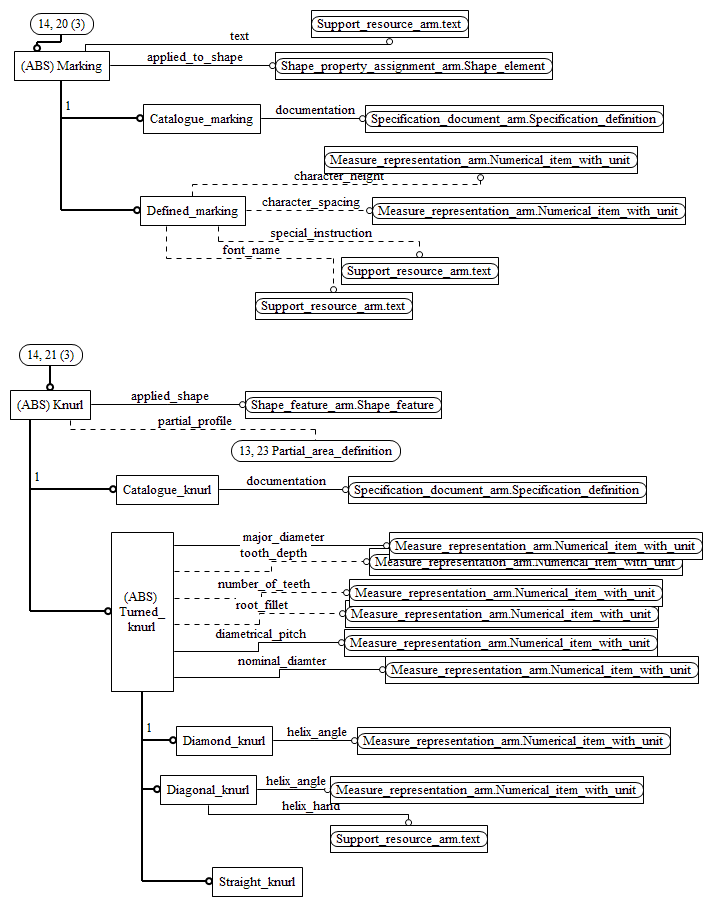 14, 20 (3)
Support_resource_arm.text
text
(ABS) Marking
applied_to_shape
Shape_property_assignment_arm.Shape_element
1
Catalogue_marking
documentation
Specification_document_arm.Specification_definition
Measure_representation_arm.Numerical_item_with_unit
character_height
Defined_marking
character_spacing
Measure_representation_arm.Numerical_item_with_unit
special_instruction
font_name
Support_resource_arm.text
Support_resource_arm.text
14, 21 (3)
(ABS) Knurl
applied_shape
Shape_feature_arm.Shape_feature
partial_profile
13, 23 Partial_area_definition
1
Catalogue_knurl
documentation
Specification_document_arm.Specification_definition
(ABS)
Turned_
knurl
major_diameter
Measure_representation_arm.Numerical_item_with_unit
tooth_depth
Measure_representation_arm.Numerical_item_with_unit
number_of_teeth
Measure_representation_arm.Numerical_item_with_unit
root_fillet
Measure_representation_arm.Numerical_item_with_unit
diametrical_pitch
Measure_representation_arm.Numerical_item_with_unit
nominal_diamter
Measure_representation_arm.Numerical_item_with_unit
1
Diamond_knurl
helix_angle
Measure_representation_arm.Numerical_item_with_unit
Diagonal_knurl
helix_angle
Measure_representation_arm.Numerical_item_with_unit
helix_hand
Support_resource_arm.text
Straight_knurl